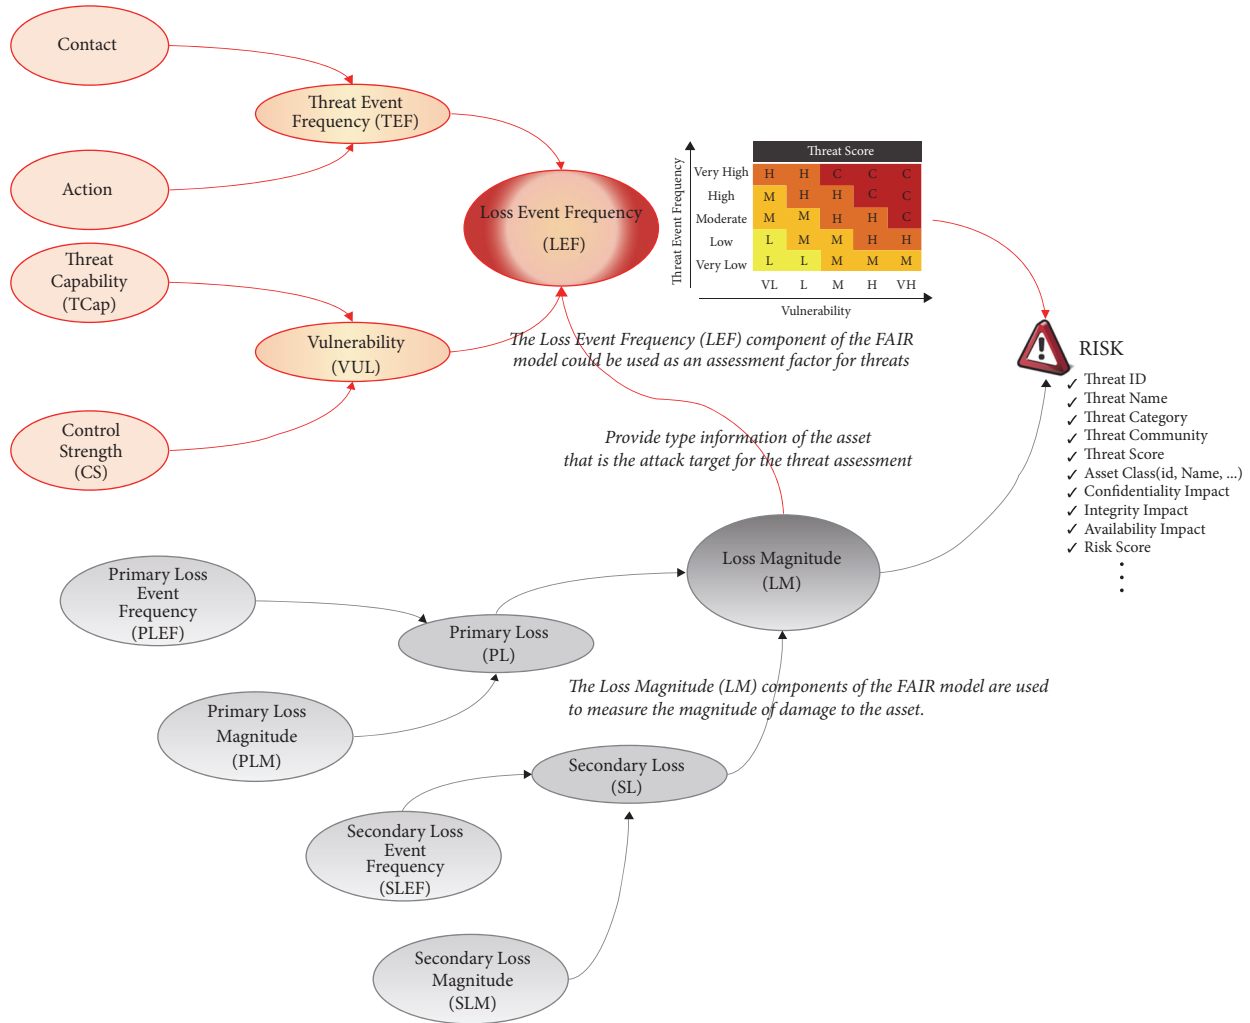 Contact
Threat Event
Frequency (TEF)
Action
Threat
Capability
(TCap)
Vulnerability
(VUL)
Control
Strength
(CS)
Loss Event Frequency
(LEF)
Threat Score
Threat Event Frequency
Very High H H C C C
High M H H C C
Moderate M M H H C
Low L M M H H
Very Low L L M M M
VL L M H VH
Vulnerability
The Loss Event Frequency (LEF) component of the FAIR
model could be used as an assessment factor for threats
Provide type information of the asset
that is the attack target for the threat assessment
RISK
✓ Threat ID
✓ Threat Name
✓ Threat Category
✓ Threat Community
✓ Threat Score
✓ Asset Class(id, Name, ...)
✓ Confidentiality Impact
✓ Integrity Impact
✓ Availability Impact
✓ Risk Score
Loss Magnitude
(LM)
Primary Loss
Event
Frequency
(PLEF)
Primary Loss
(PL)
Primary Loss
Magnitude
(PLM)
The Loss Magnitude (LM) components of the FAIR model are used
to measure the magnitude of damage to the asset.
Secondary Loss
(SL)
Secondary Loss
Event
Frequency
(SLEF)
Secondary Loss
Magnitude
(SLM)